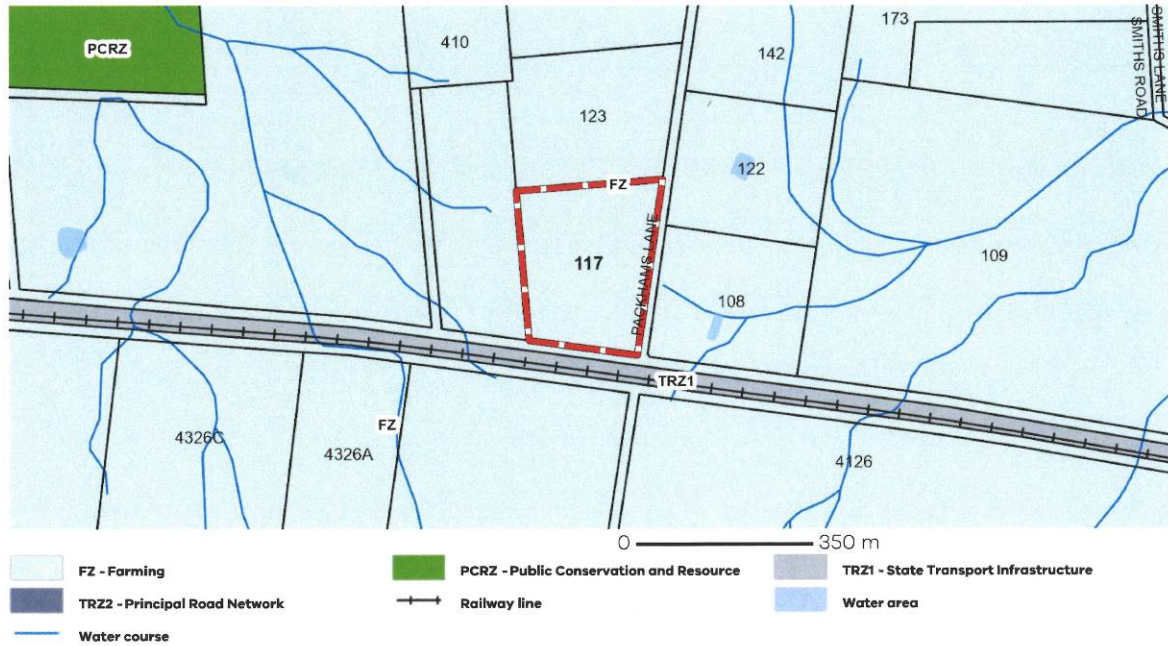 173
SMITHS LANE
SMITHS ROAD
PCRZ
410
142
123
122
FZ
117
PACKHAMS LANE
109
108
TRZ1
FZ
4326C
4326A
4126
0 350 m
FZ - Farming
PCRZ - Public Conservation and Resource
TRZ1 - State Transport Infrastructure
TRZ2 - Principal Road Network
Railway line
Water area
Water course